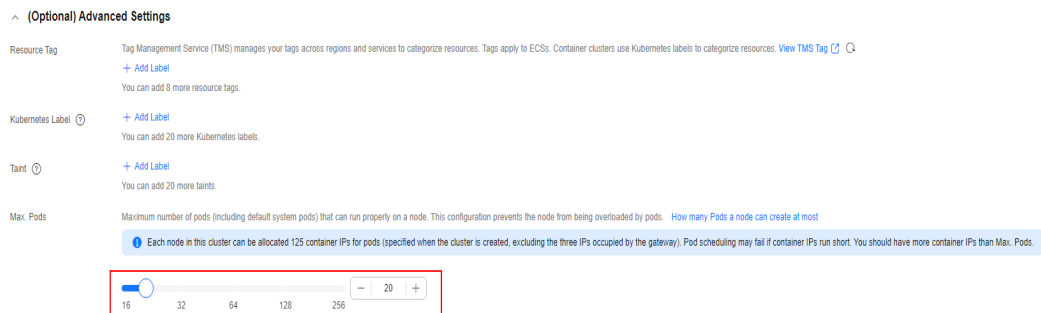 (Optional) Advanced Settings
Resource Tag
Tag Management Service (TMS) manages your tags across regions and services to categorize resources. Tags apply to ECSs. Container clusters use Kubernetes labels to categorize resources. View TMS Tag
+ Add Label
You can add 8 more resource tags.
Kubernetes Label ?
+ Add Label
You can add 20 more Kubernetes labels.
Taint ?
+ Add Label
You can add 20 more taints.
Max. Pods
Maximum number of pods (including default system pods) that can run properly on a node. This configuration prevents the node from being overloaded by pods. How many Pods a node can create at most
Each node in this cluster can be allocated 125 container IPs for pods (specified when the cluster is created, excluding the three IPs occupied by the gateway). Pod scheduling may fail if container IPs run short. You should have more container IPs than Max. Pods.
− 20 +
16 32 64 128 256